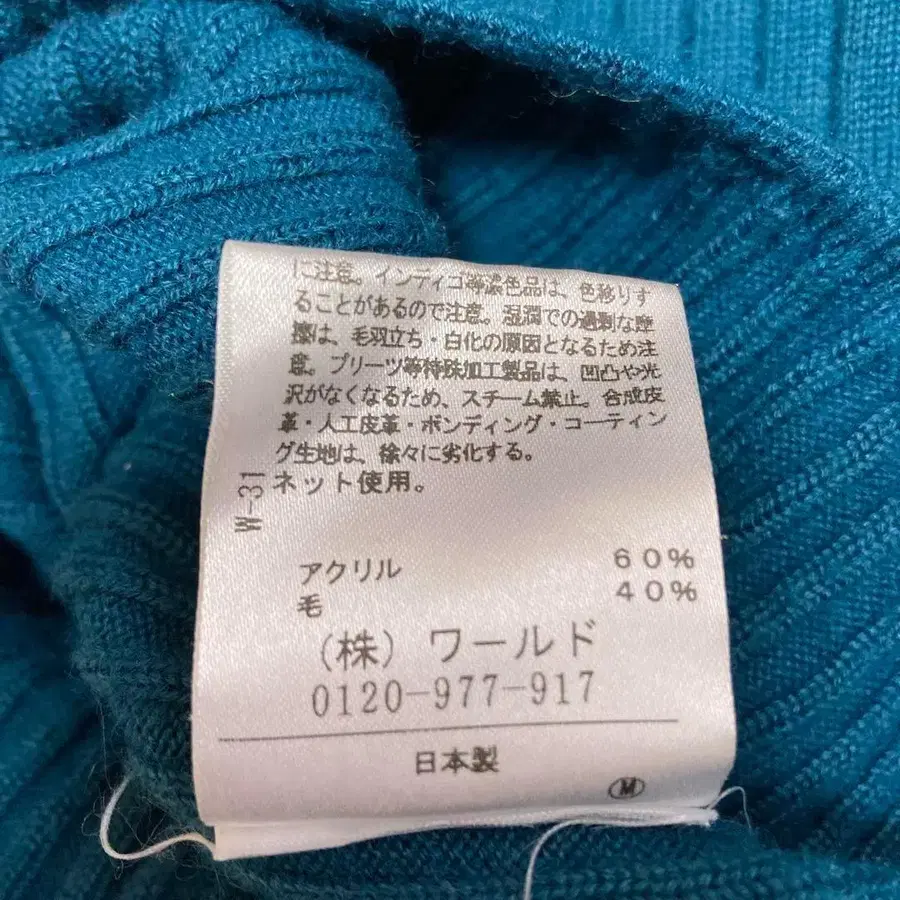 に注意。インディゴ等濃色品は、色移りす
ることがあるので注意。湿潤での過剰な摩
擦は、毛羽立ち・白化の原因となるため注
意。プリーツ等特殊加工製品は、凹凸や光
沢がなくなるため、スチーム禁止。合成皮
革・人工皮革・ボンディング・コーティン
グ生地は、徐々に劣化する。
ネット使用。
W-31
アクリル 60%
毛 40%
(株) ワールド
0120-977-917
日本製
M